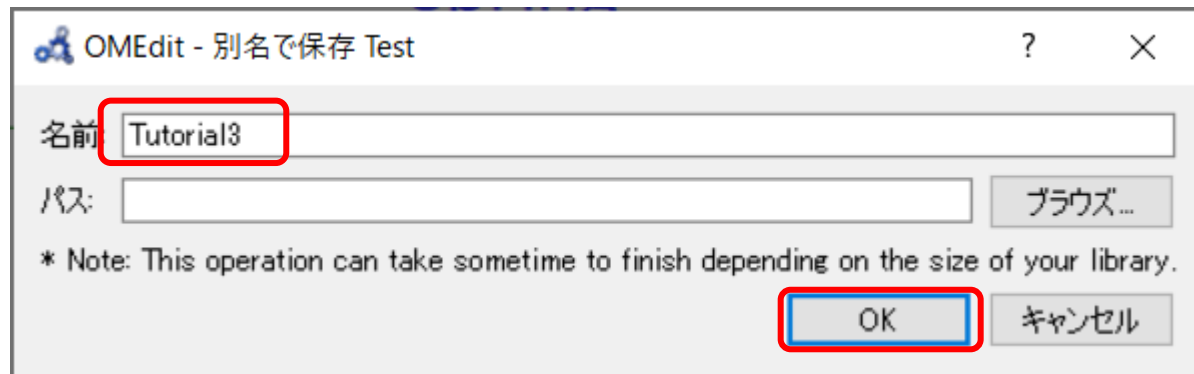 OMEdit - 別名で保存 Test
名前: Tutorial3
パス: ブラウズ...
* Note: This operation can take sometime to finish depending on the size of your library.
OK キャンセル